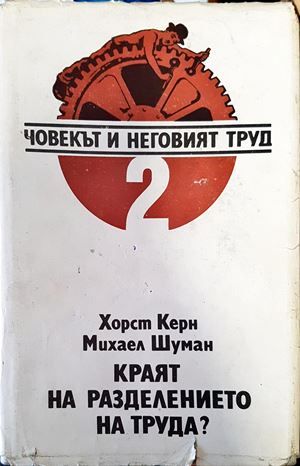 ЧОВЕКЪТ И НЕГОВИЯТ ТРУД
2
Хорст Керн
Михаел Шуман
КРАЯТ
НА РАЗДЕЛЕНИЕТО
НА ТРУДА?